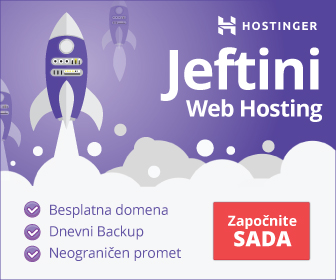 HOSTINGER
Jeftini
Web Hosting
Besplatna domena
Dnevni Backup
Neograničen promet
Započnite
SADA